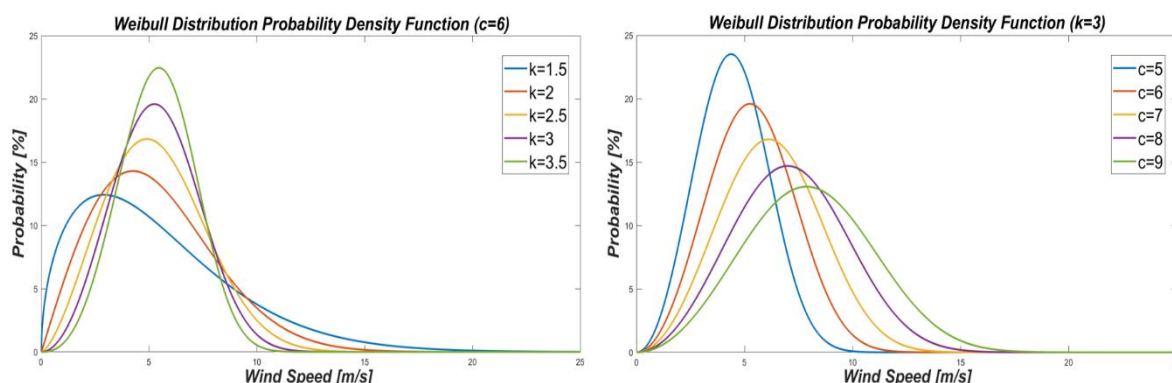 Weibull Distribution Probability Density Function (c=6)
25
20
15
10
5
0
Probability [%]
k=1.5
k=2
k=2.5
k=3
k=3.5
0 5 10 15 20 25
Wind Speed [m/s]
Weibull Distribution Probability Density Function (k=3)
25
20
15
10
5
0
Probability [%]
c=5
c=6
c=7
c=8
c=9
0 5 10 15 20
Wind Speed [m/s]